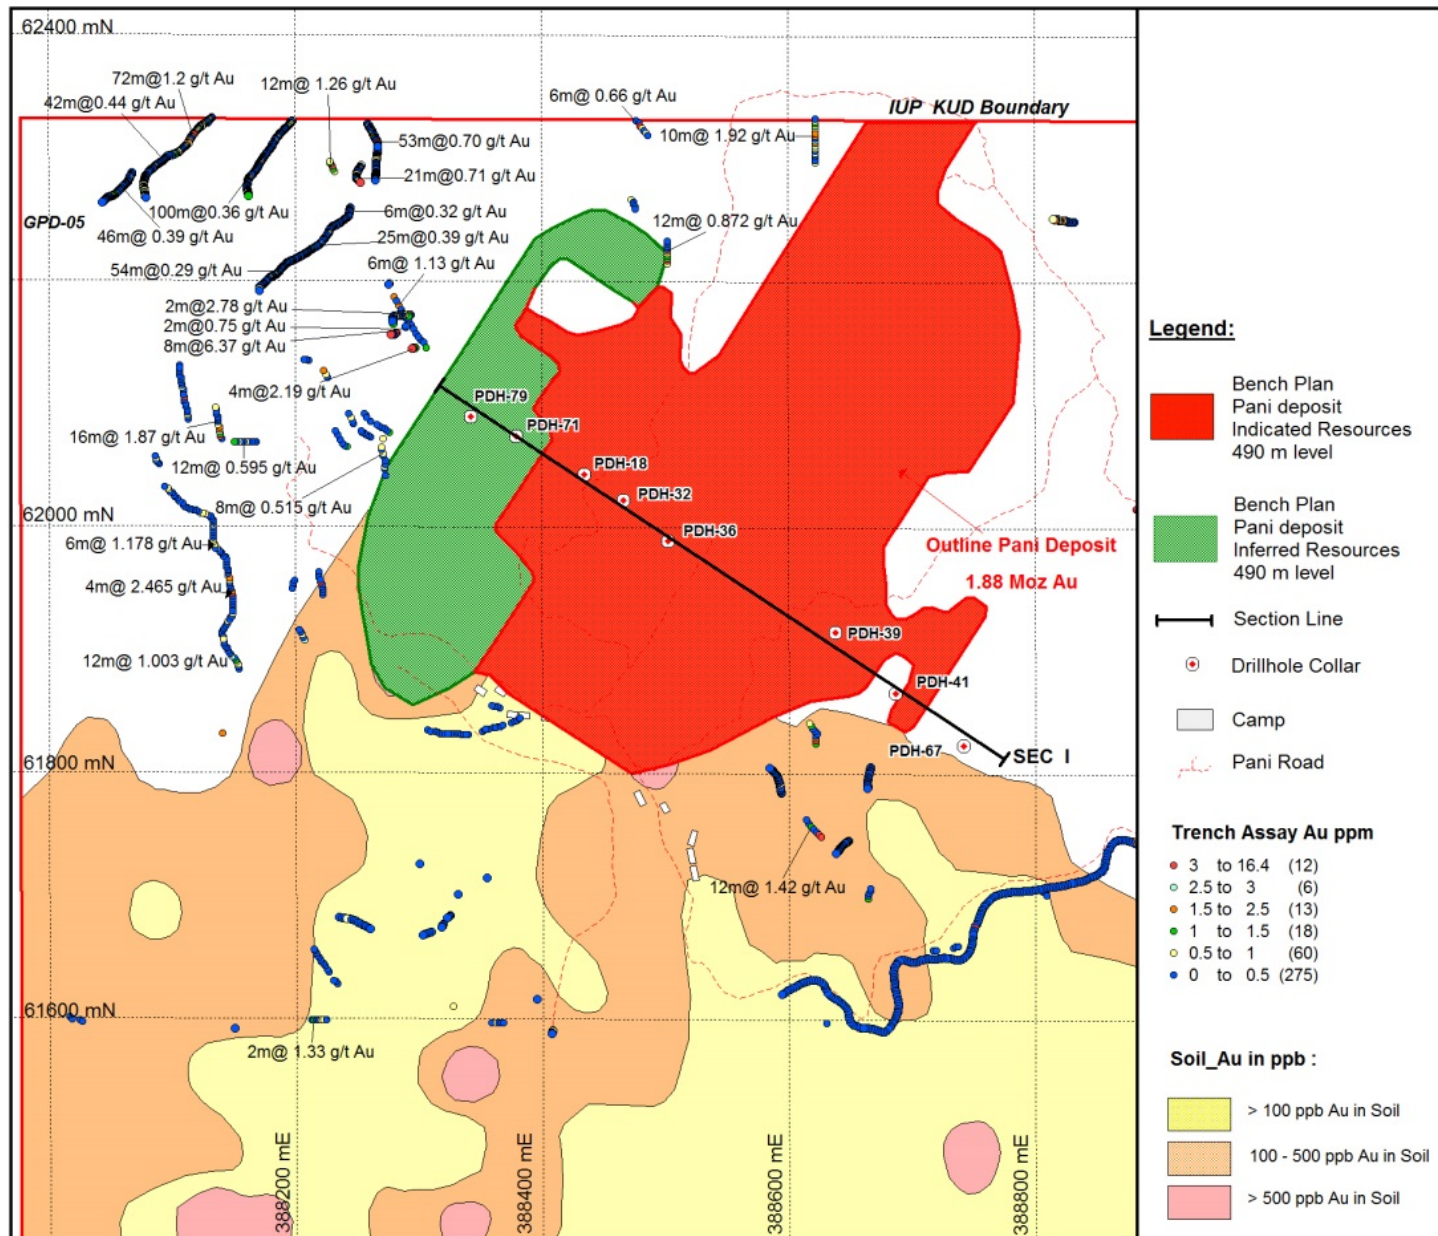 62400 mN
72m@1.2 g/t Au
42m@0.44 g/t Au
12m@ 1.26 g/t Au
6m@ 0.66 g/t Au
IUP KUD Boundary
10m@ 1.92 g/t Au
53m@0.70 g/t Au
21m@0.71 g/t Au
GPD-05
100m@0.36 g/t Au
46m@ 0.39 g/t Au
6m@0.32 g/t Au
25m@0.39 g/t Au
12m@ 0.872 g/t Au
54m@0.29 g/t Au
6m@ 1.13 g/t Au
2m@2.78 g/t Au
2m@0.75 g/t Au
8m@6.37 g/t Au
4m@2.19 g/t Au
PDH-79
PDH-71
PDH-18
PDH-32
PDH-36
16m@ 1.87 g/t Au
12m@ 0.595 g/t Au
8m@ 0.515 g/t Au
62000 mN
6m@ 1.178 g/t Au
4m@ 2.465 g/t Au
12m@ 1.003 g/t Au
Outline Pani Deposit
1.88 Moz Au
PDH-39
PDH-41
PDH-67
SEC I
61800 mN
12m@ 1.42 g/t Au
61600 mN
2m@ 1.33 g/t Au
388200 mE
388400 mE
388600 mE
388800 mE
Legend:
Bench Plan
Pani deposit
Indicated Resources
490 m level
Bench Plan
Pani deposit
Inferred Resources
490 m level
Section Line
Drillhole Collar
Camp
Pani Road
Trench Assay Au ppm
3 to 16.4 (12)
2.5 to 3 (6)
1.5 to 2.5 (13)
1 to 1.5 (18)
0.5 to 1 (60)
0 to 0.5 (275)
Soil_Au in ppb :
> 100 ppb Au in Soil
100 - 500 ppb Au in Soil
> 500 ppb Au in Soil